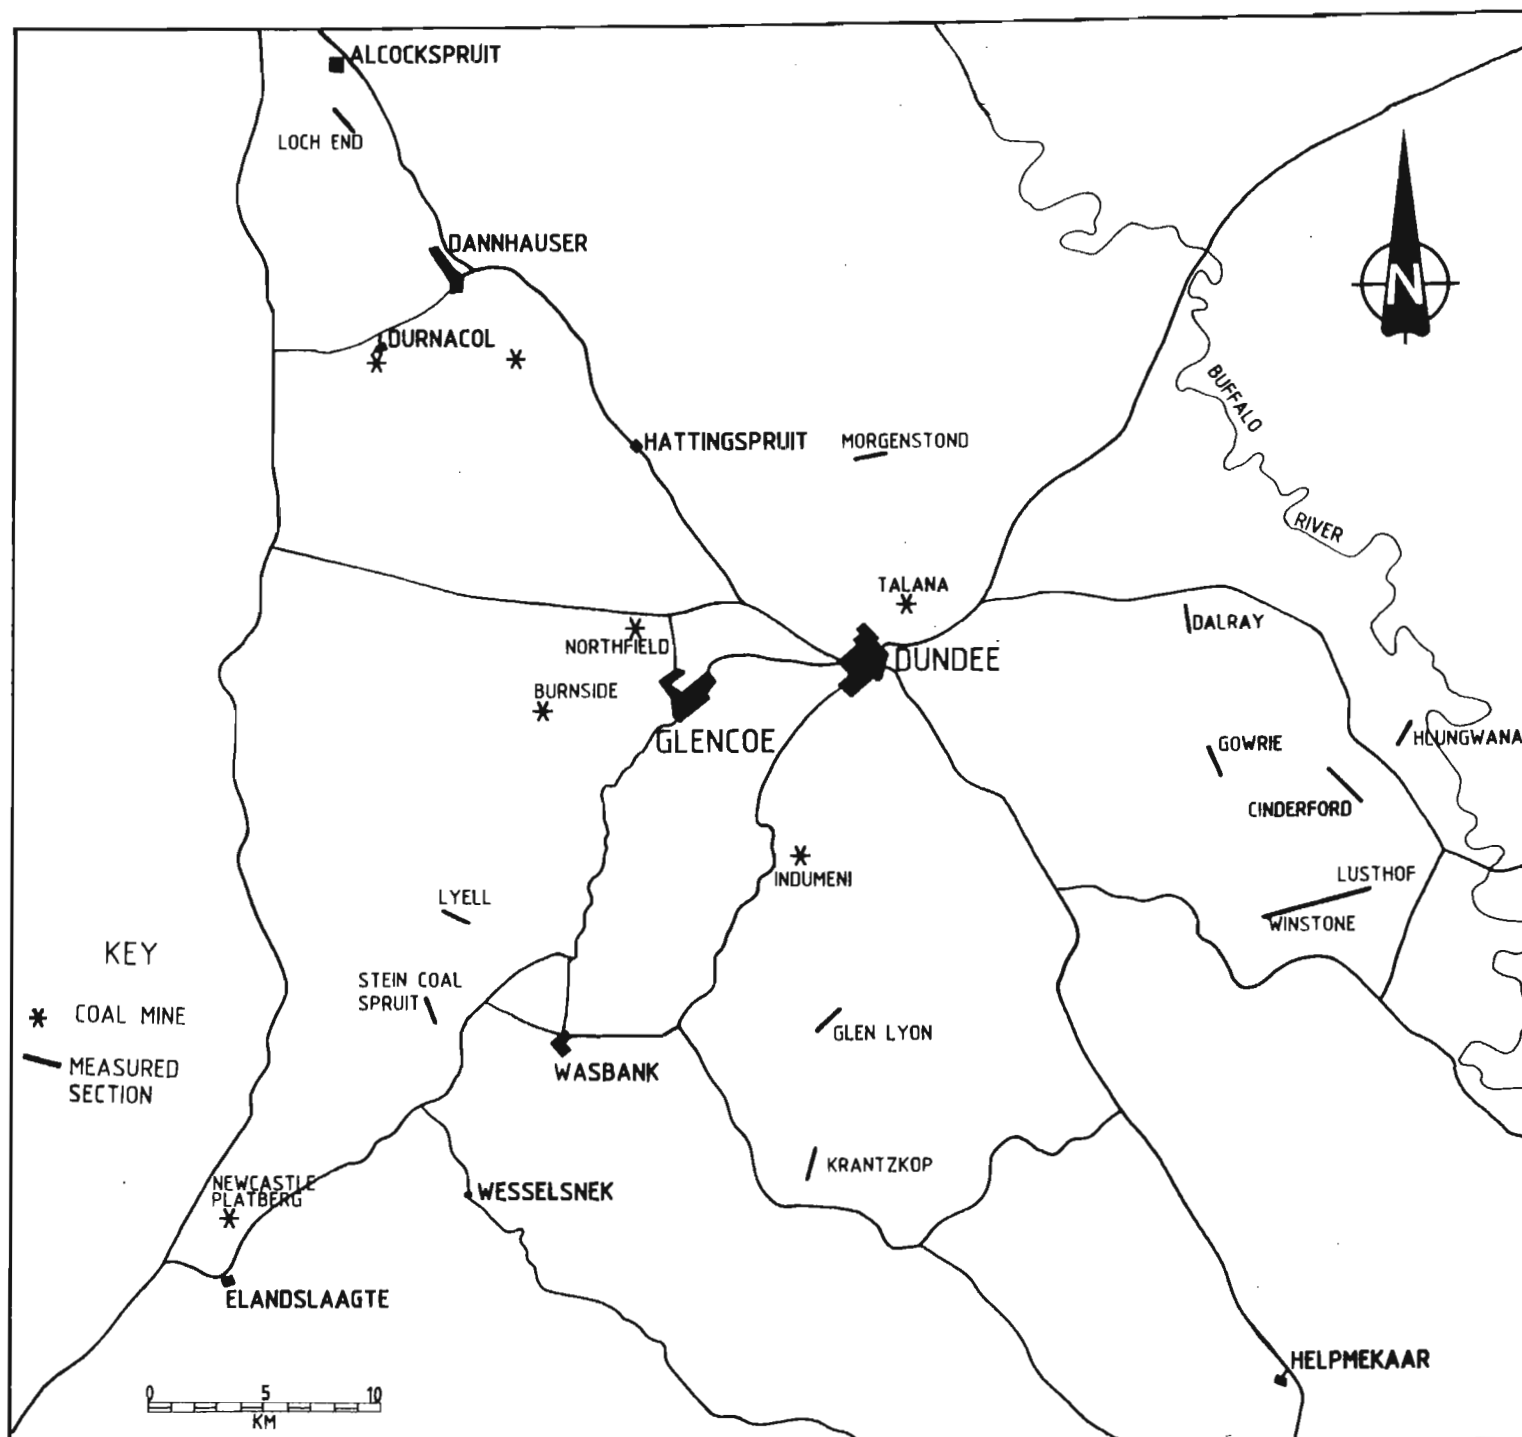 ALCOCKSPRUIT
LOCH END
DANNHAUSER
N
DURNACOL
BUFFALO
HATTINGSPRUIT
MORGENSTOND
RIVER
TALANA
DALRAY
NORTHFIELD
DUNDEE
BURNSIDE
GLENCOE
GOWRIE
HLUNGWANA
CINDERFORD
LUSTHOF
INDUMENI
LYELL
WINSTONE
KEY
STEIN COAL
SPRUIT
COAL MINE
GLEN LYON
MEASURED
SECTION
WASBANK
KRANTZKOP
NEWCASTLE
PLATBERG
WESSELSNEK
ELANDSLAAGTE
HELPMEKAAR
0 5 10
KM